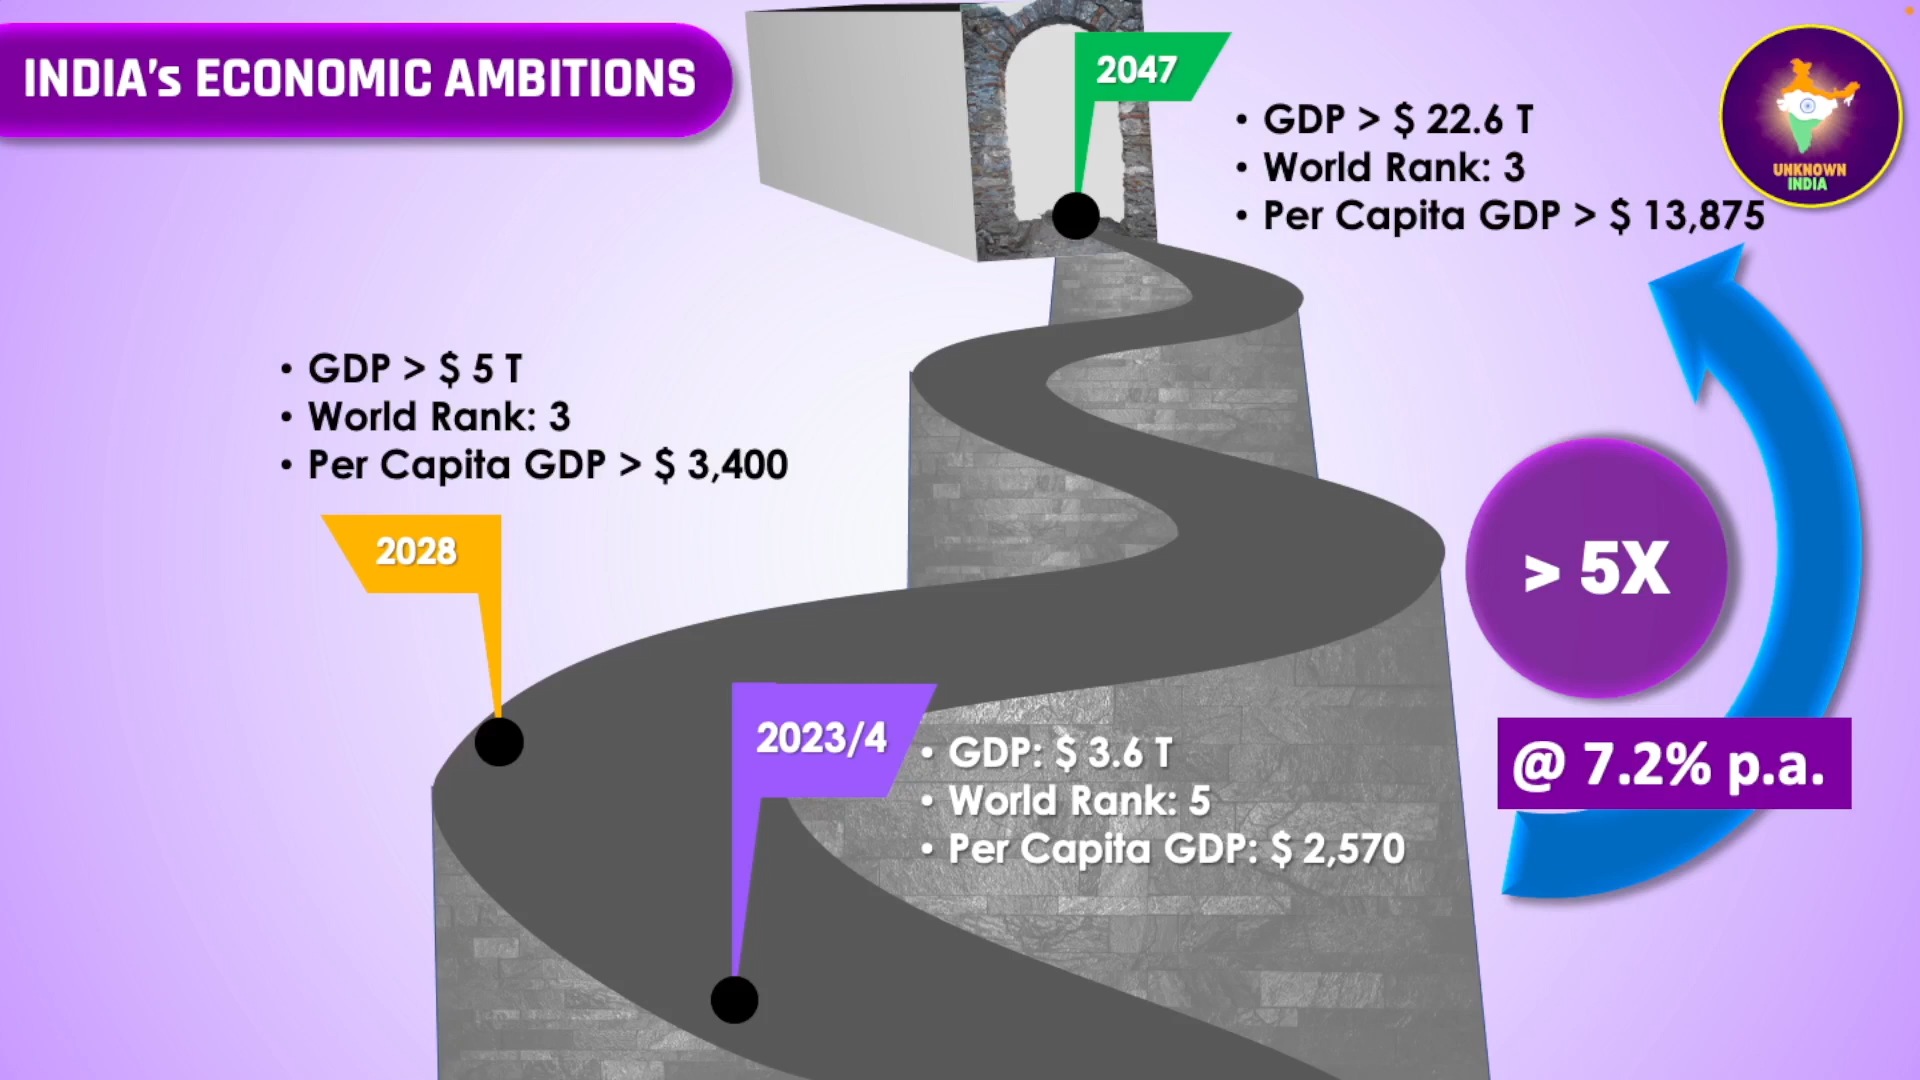 INDIA's ECONOMIC AMBITIONS
2047
• GDP > $ 22.6 T
• World Rank: 3
• Per Capita GDP > $ 13,875
UNKNOWN
INDIA
• GDP > $ 5 T
• World Rank: 3
• Per Capita GDP > $ 3,400
2028
> 5X
@ 7.2% p.a.
2023/4
• GDP: $ 3.6 T
• World Rank: 5
• Per Capita GDP: $ 2,570